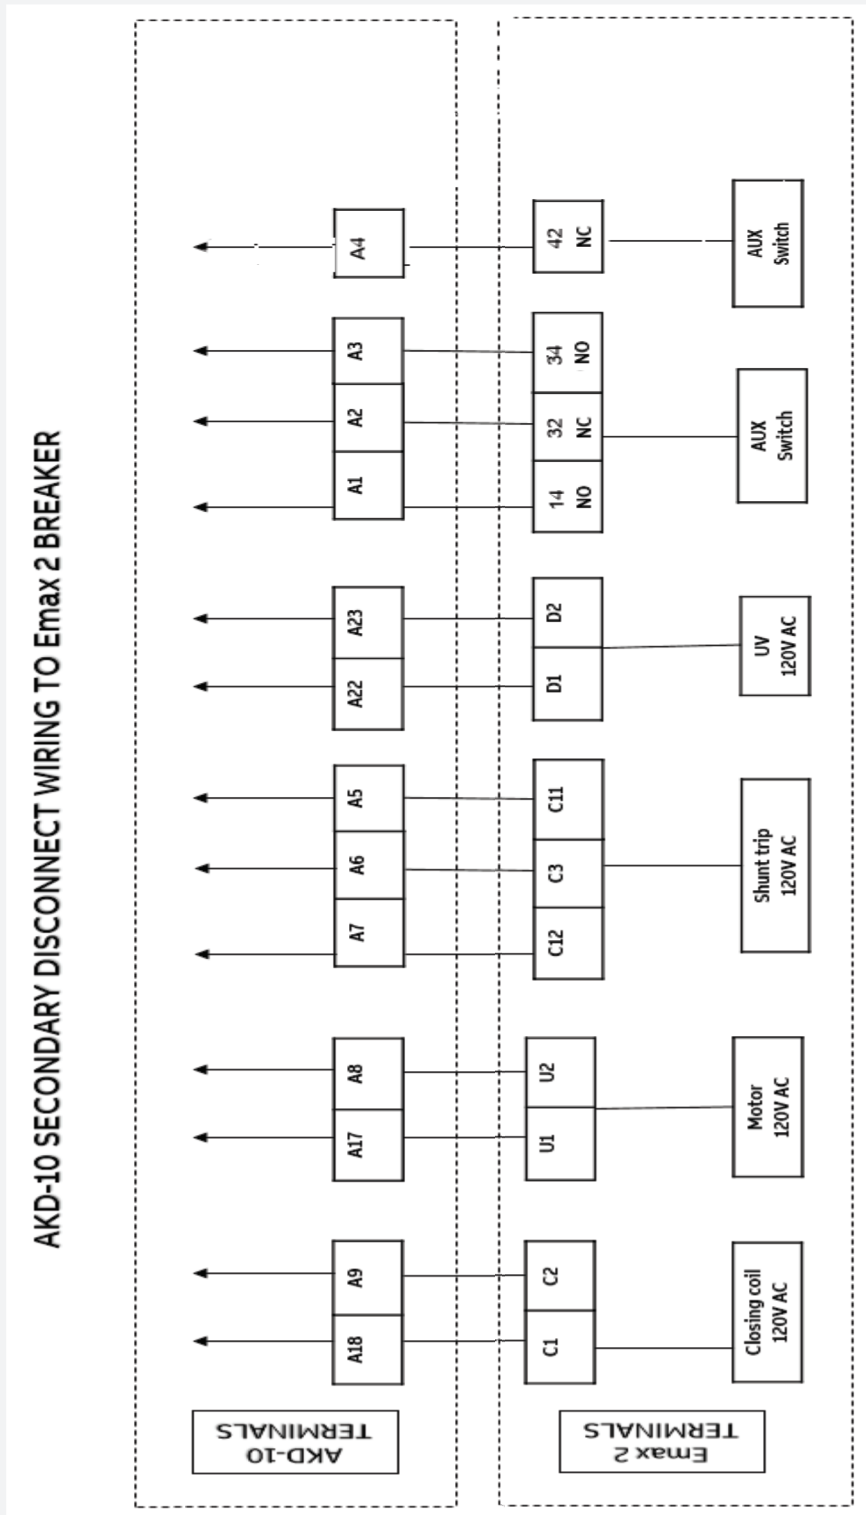 AKD-10 SECONDARY DISCONNECT WIRING TO Emax 2 BREAKER
AKD-10
TERMINALS
A18
A9
A17
A8
A7
A6
A5
A22
A23
A1
A2
A3
A4
Emax 2
TERMINALS
C1
C2
U1
U2
C12
C3
C11
D1
D2
14
NO
32
NC
34
NO
42
NC
Closing coil
120V AC
Motor
120V AC
Shunt trip
120V AC
UV
120V AC
AUX
Switch
AUX
Switch